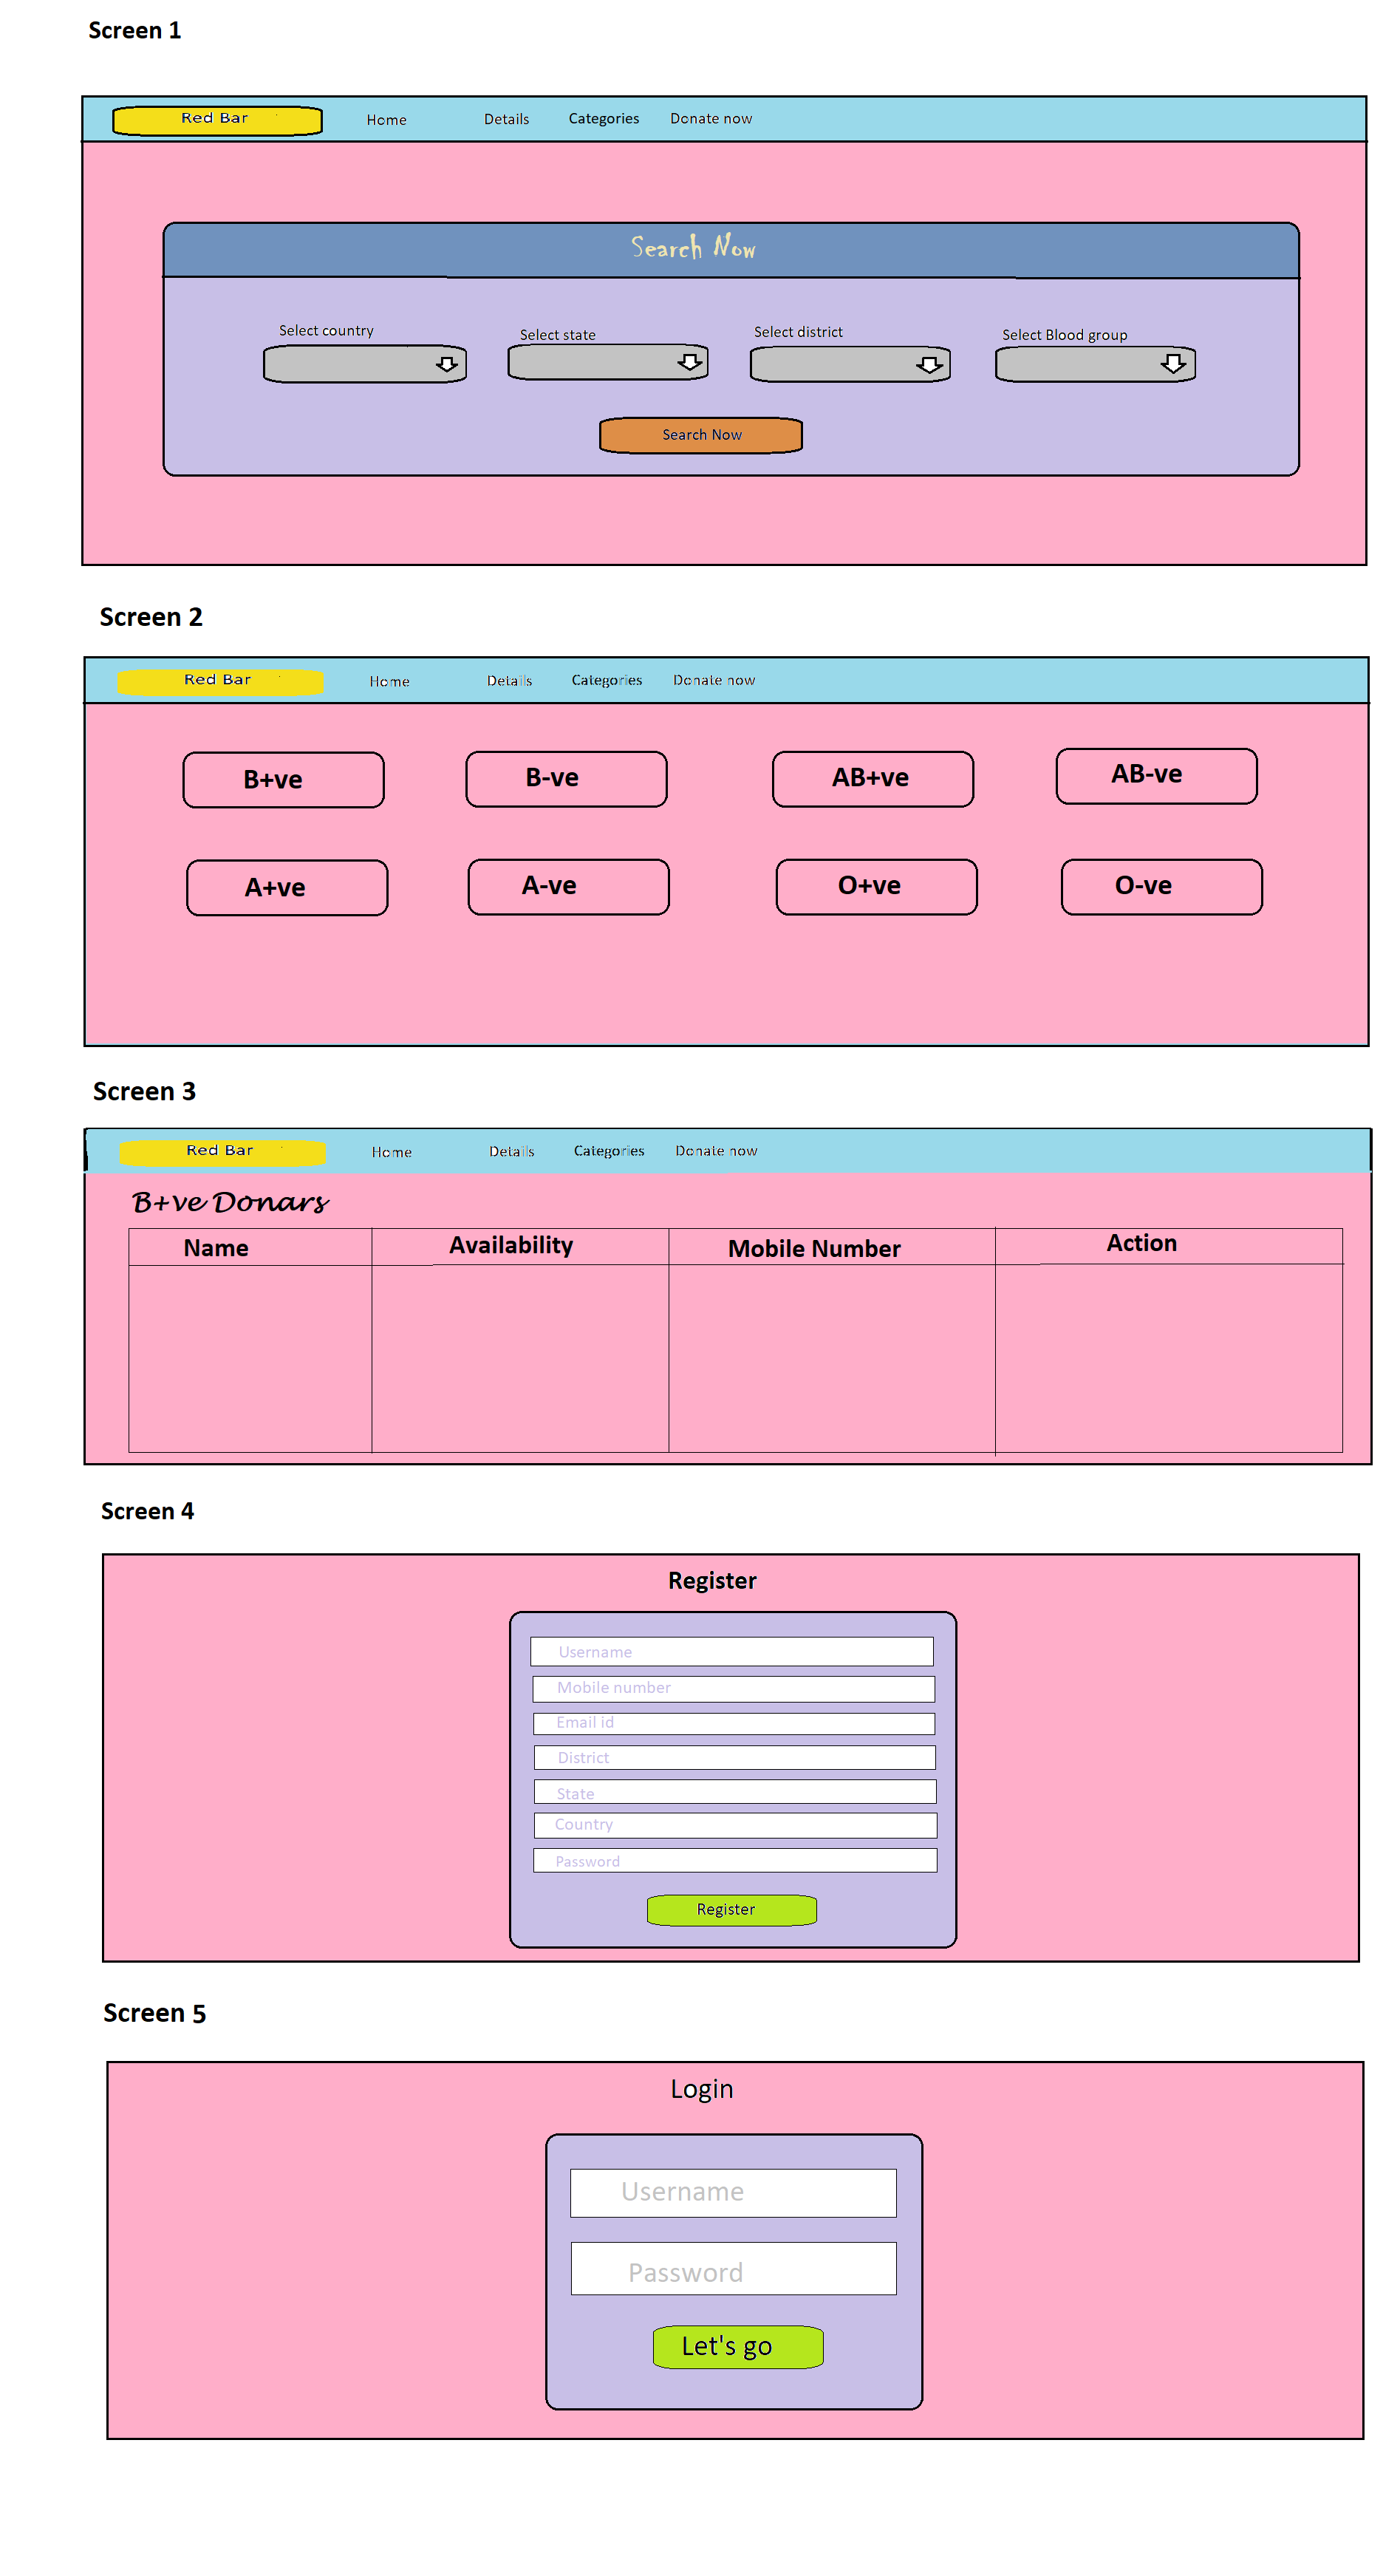 Screen 1
Red Bar Home Details Categories Donate now
Search Now
Select country Select state Select district Select Blood group
Search Now
Screen 2
Red Bar Home Details Categories Donate now
B+ve B-ve AB+ve AB-ve
A+ve A-ve O+ve O-ve
Screen 3
Red Bar Home Details Categories Donate now
B+ve Donars
Name Availability Mobile Number Action
Screen 4
Register
Username
Mobile number
Email id
District
State
Country
Password
Register
Screen 5
Login
Username
Password
Let's go